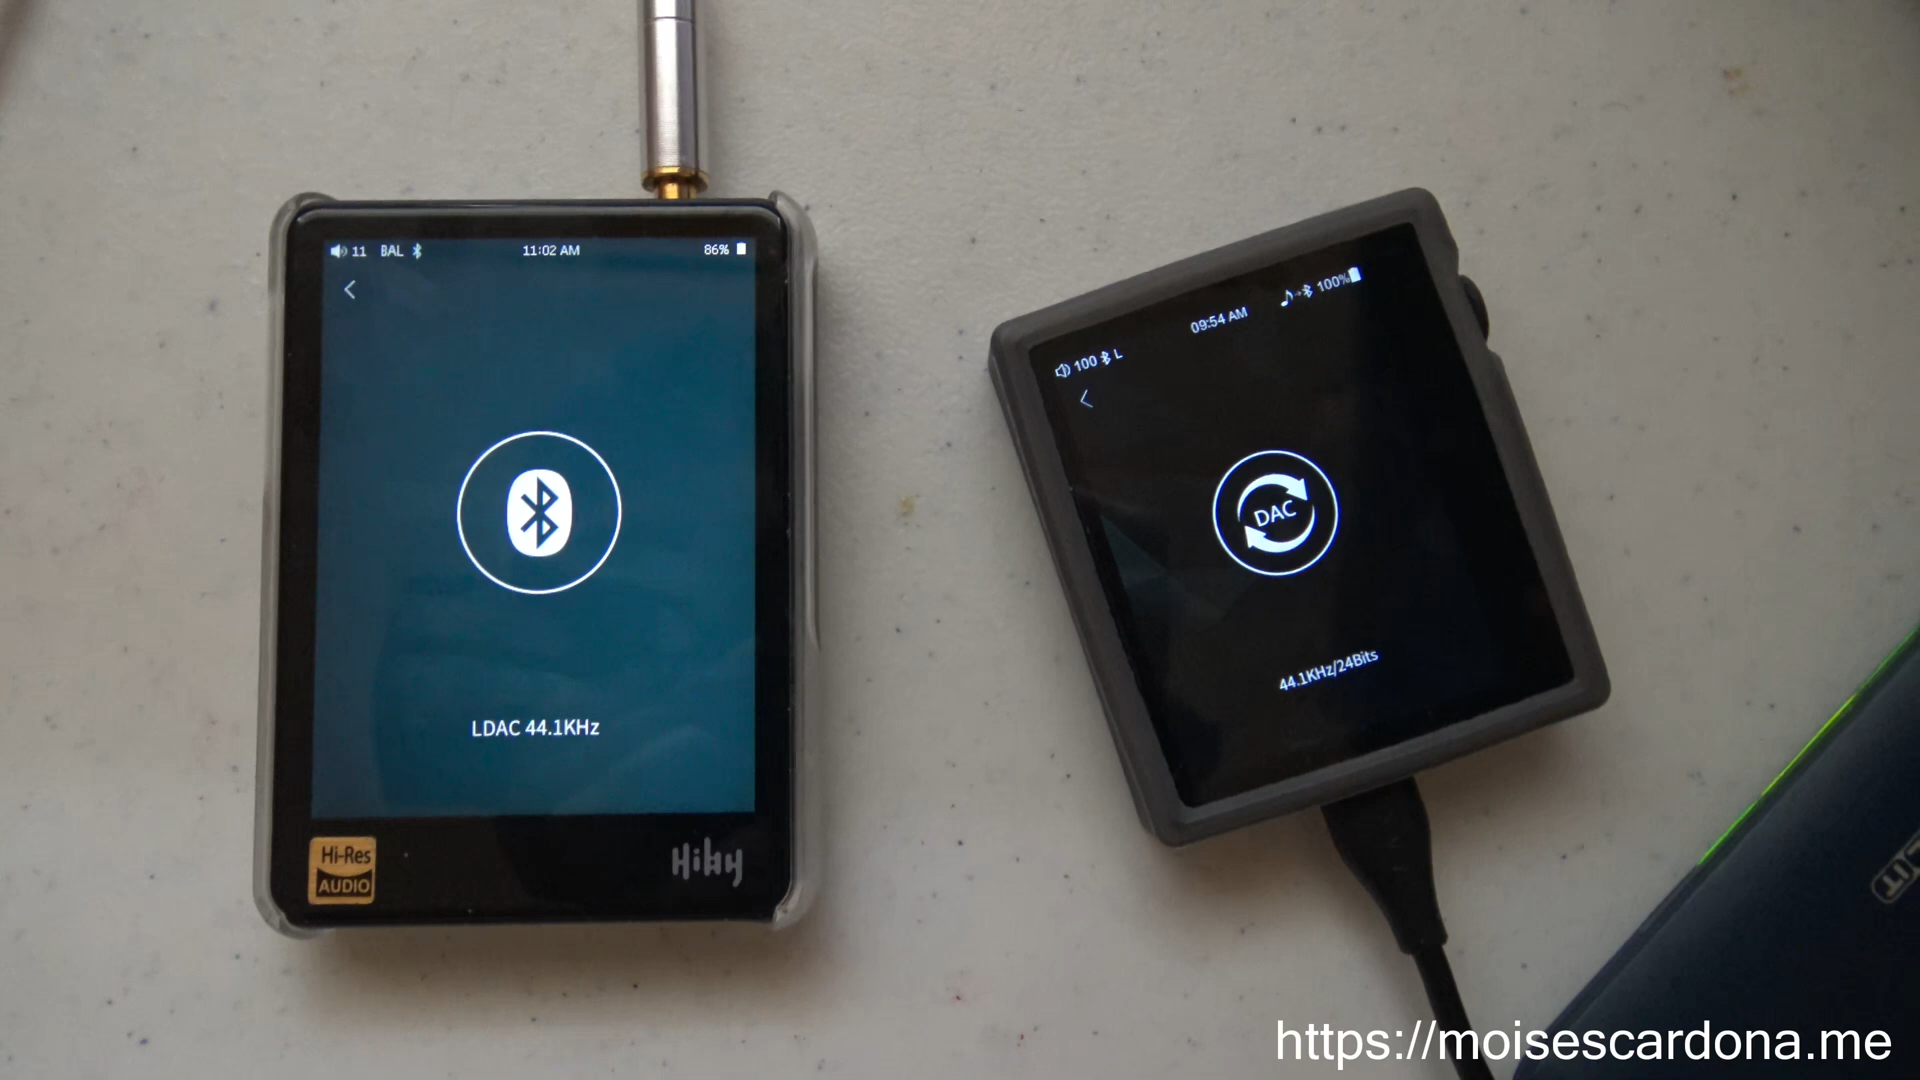 11 BAL 11:02 AM 86%
LDAC 44.1KHz
Hi-Res
AUDIO
HiBy
100 L 09:54 AM 100%
DAC
44.1KHz/24Bits
https://moisescardona.me